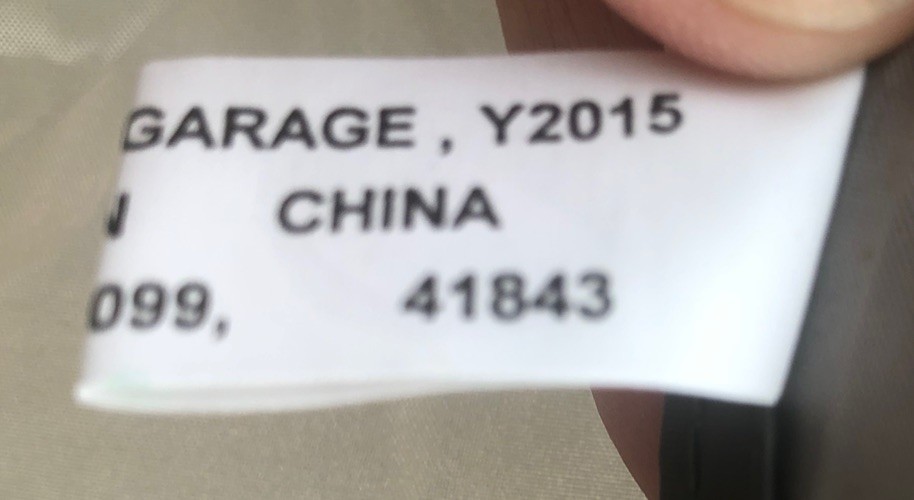 GARAGE , Y2015
N CHINA
099, 41843